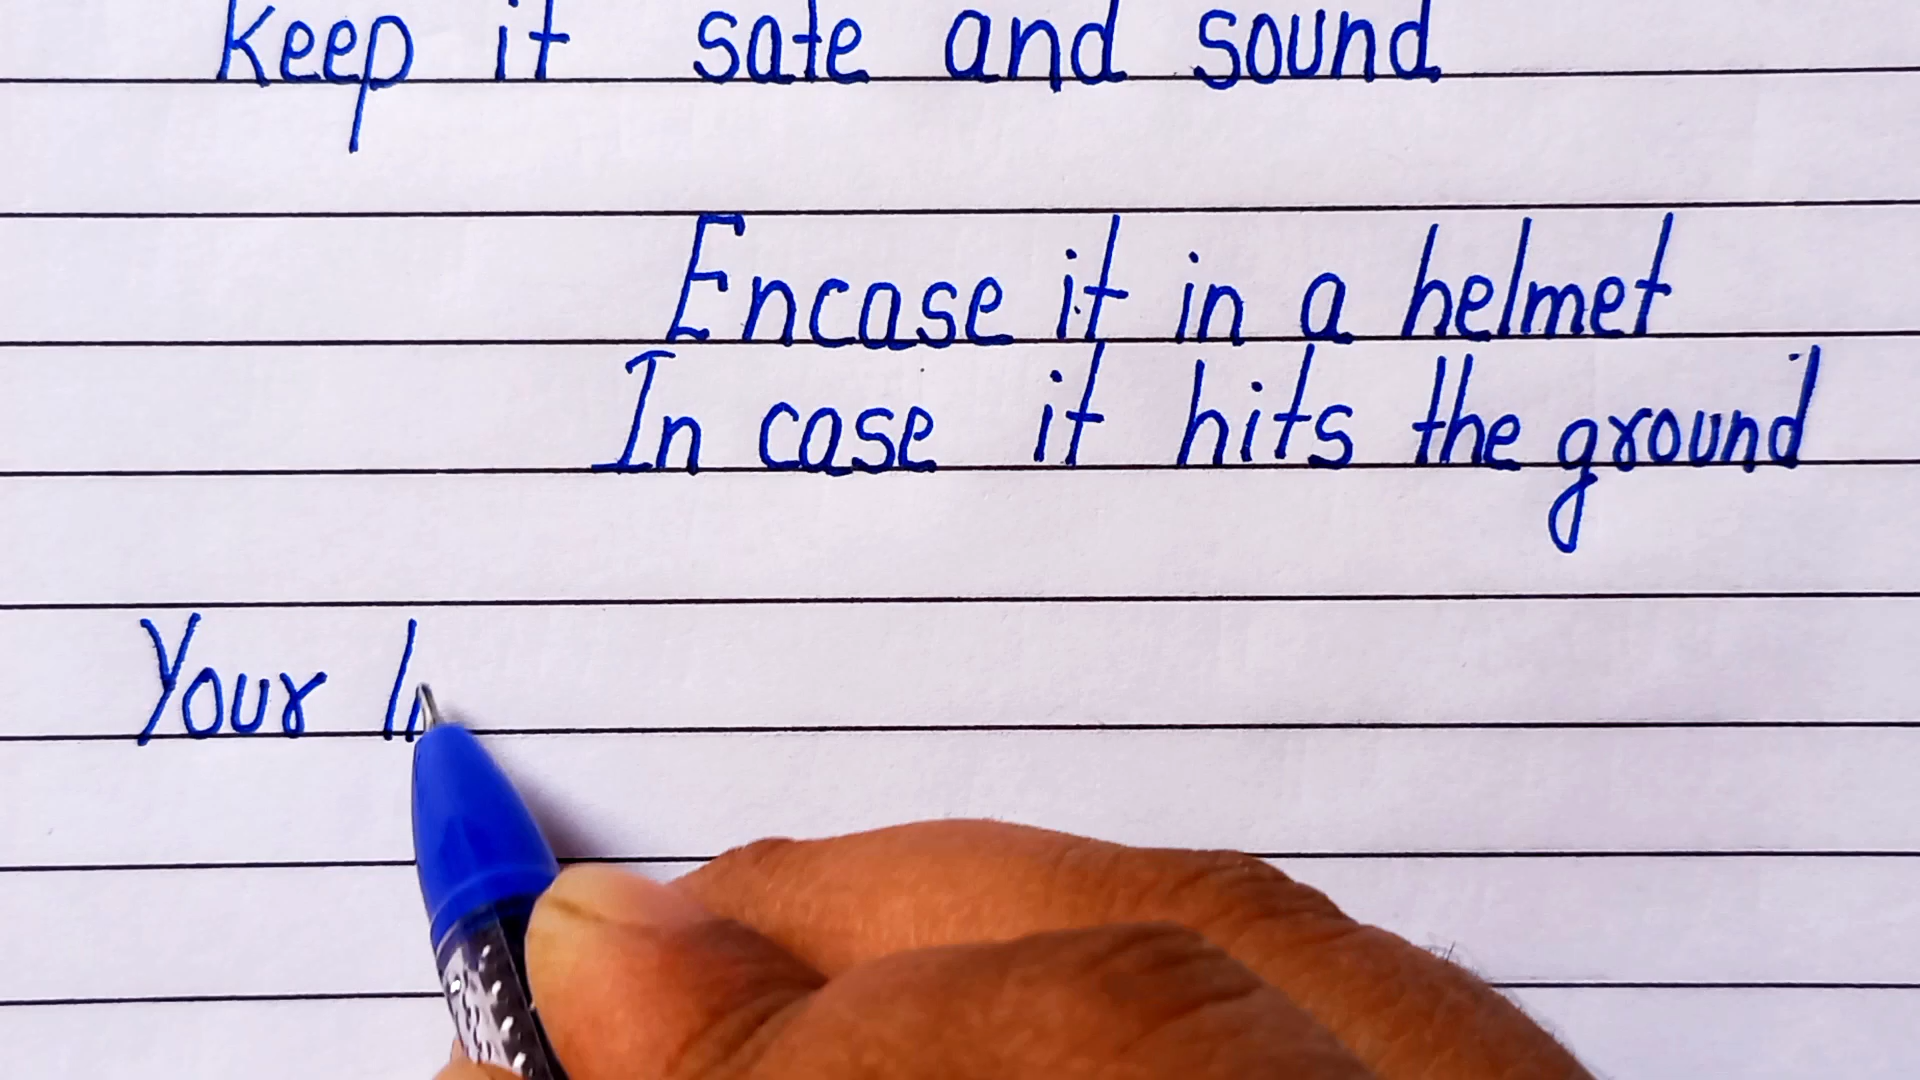 keep it safe and sound
Encase it in a helmet
In case it hits the ground
Your